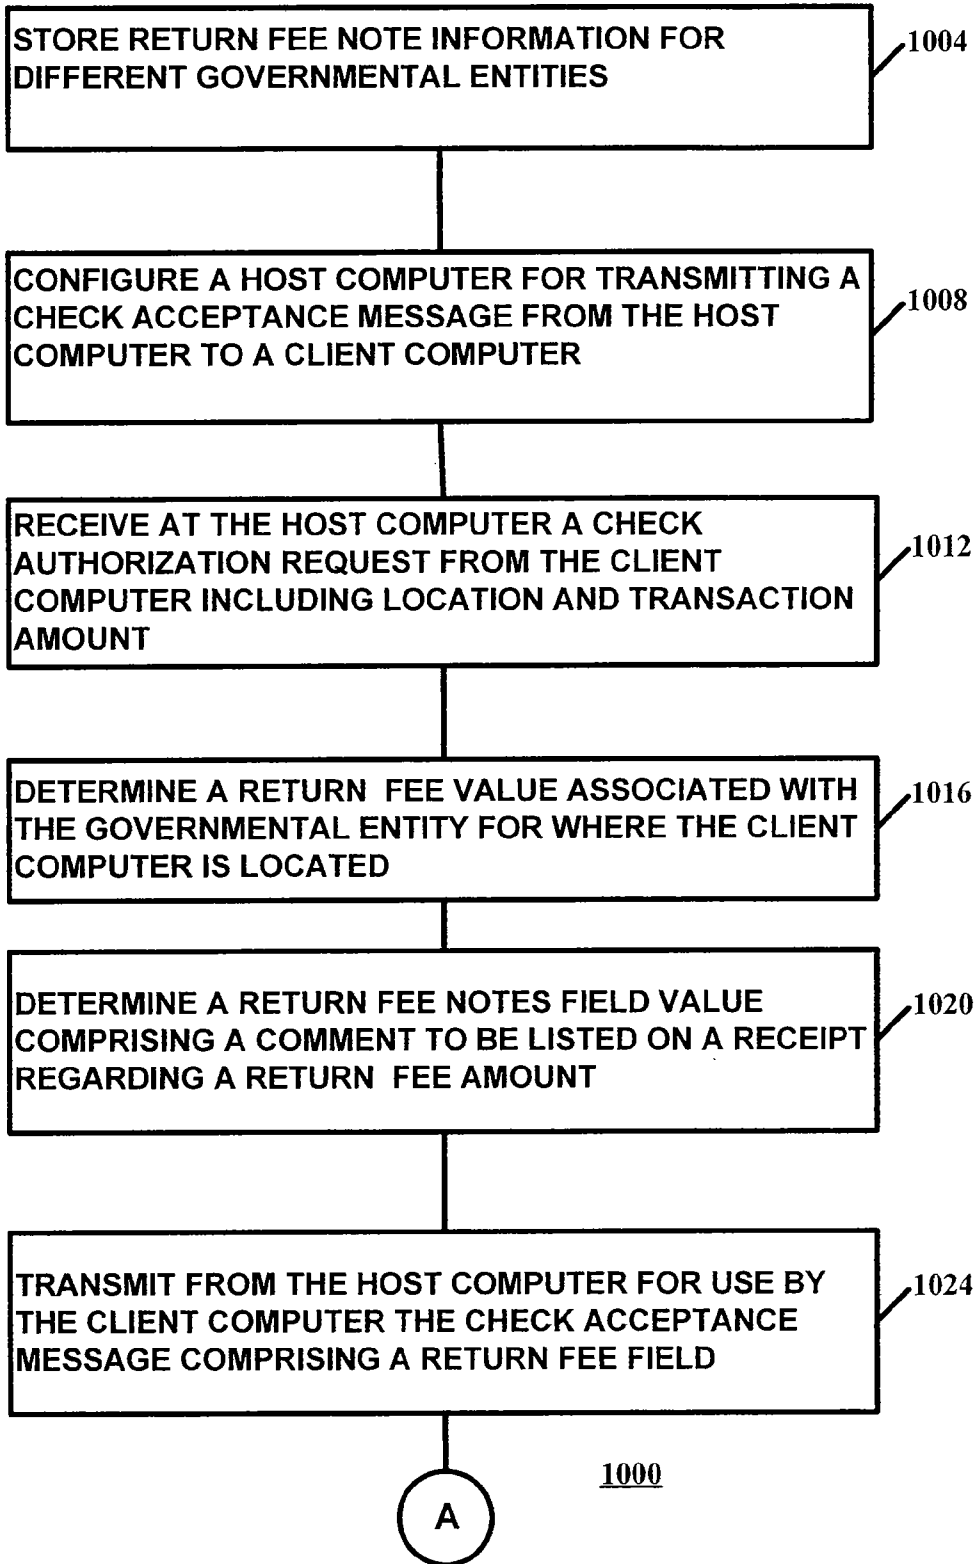 STORE RETURN FEE NOTE INFORMATION FOR
DIFFERENT GOVERNMENTAL ENTITIES
1004
CONFIGURE A HOST COMPUTER FOR TRANSMITTING A
CHECK ACCEPTANCE MESSAGE FROM THE HOST
COMPUTER TO A CLIENT COMPUTER
1008
RECEIVE AT THE HOST COMPUTER A CHECK
AUTHORIZATION REQUEST FROM THE CLIENT
COMPUTER INCLUDING LOCATION AND TRANSACTION
AMOUNT
1012
DETERMINE A RETURN FEE VALUE ASSOCIATED WITH
THE GOVERNMENTAL ENTITY FOR WHERE THE CLIENT
COMPUTER IS LOCATED
1016
DETERMINE A RETURN FEE NOTES FIELD VALUE
COMPRISING A COMMENT TO BE LISTED ON A RECEIPT
REGARDING A RETURN FEE AMOUNT
1020
TRANSMIT FROM THE HOST COMPUTER FOR USE BY
THE CLIENT COMPUTER THE CHECK ACCEPTANCE
MESSAGE COMPRISING A RETURN FEE FIELD
1024
1000
A